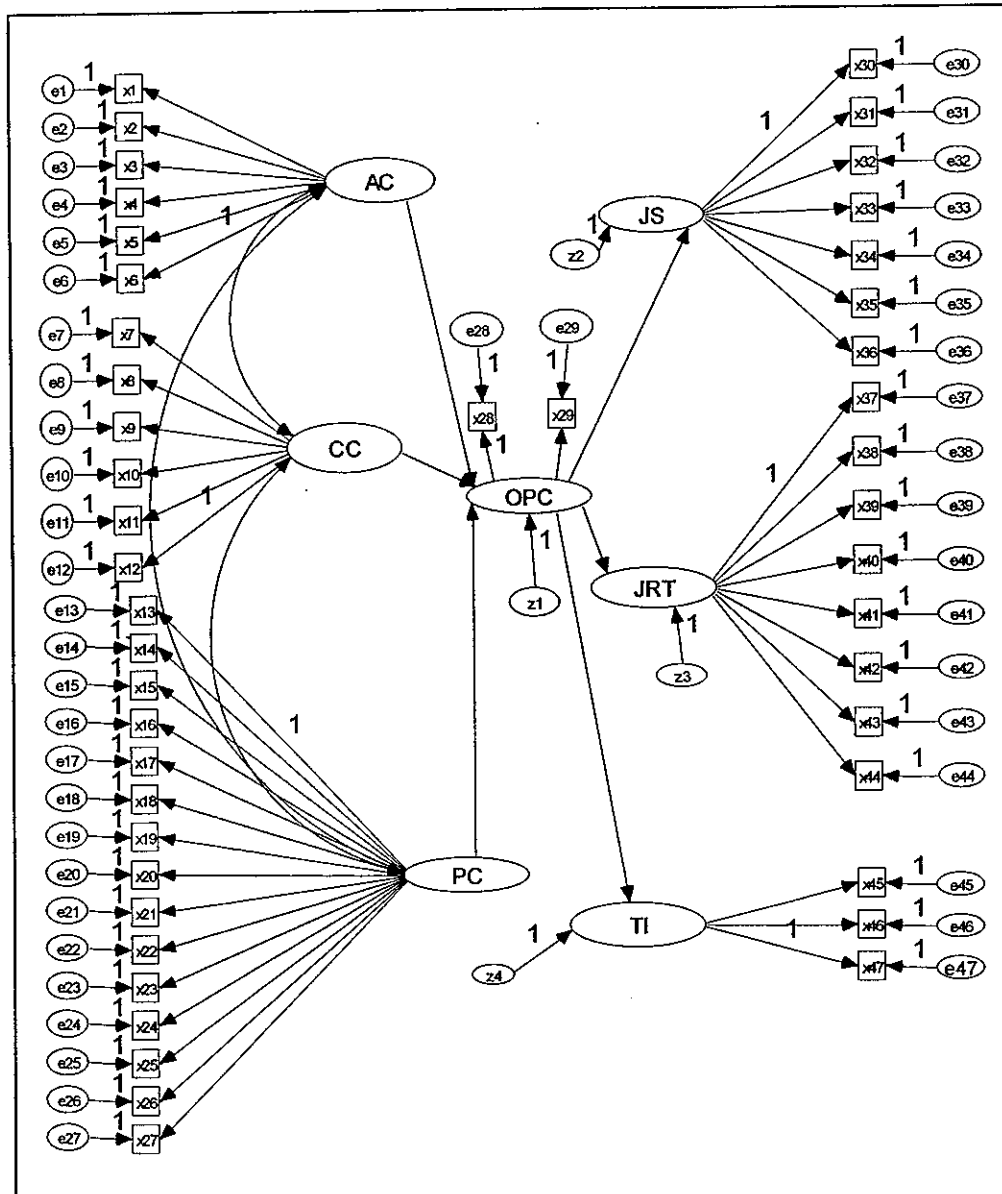 e1 1 x1
e2 1 x2
e3 1 x3
e4 1 x4
e5 1 x5
e6 1 x6
1
AC
e7 1 x7
e8 1 x8
e9 1 x9
e10 1 x10
e11 1 x11
e12 1 x12
1
CC
e13 1 x13
e14 1 x14
e15 1 x15
e16 1 x16
e17 1 x17
e18 1 x18
e19 1 x19
e20 1 x20
e21 1 x21
e22 1 x22
e23 1 x23
e24 1 x24
e25 1 x25
e26 1 x26
e27 1 x27
1
PC
e28 1 x28 1
e29 1 x29
OPC
1
z1
JS
1
z2
1
x30 1 e30
x31 1 e31
x32 1 e32
x33 1 e33
x34 1 e34
x35 1 e35
x36 1 e36
JRT
1
z3
1
x37 1 e37
x38 1 e38
x39 1 e39
x40 1 e40
x41 1 e41
x42 1 e42
x43 1 e43
x44 1 e44
TI
1
z4
x45 1 e45
1 x46 1 e46
x47 1 e47